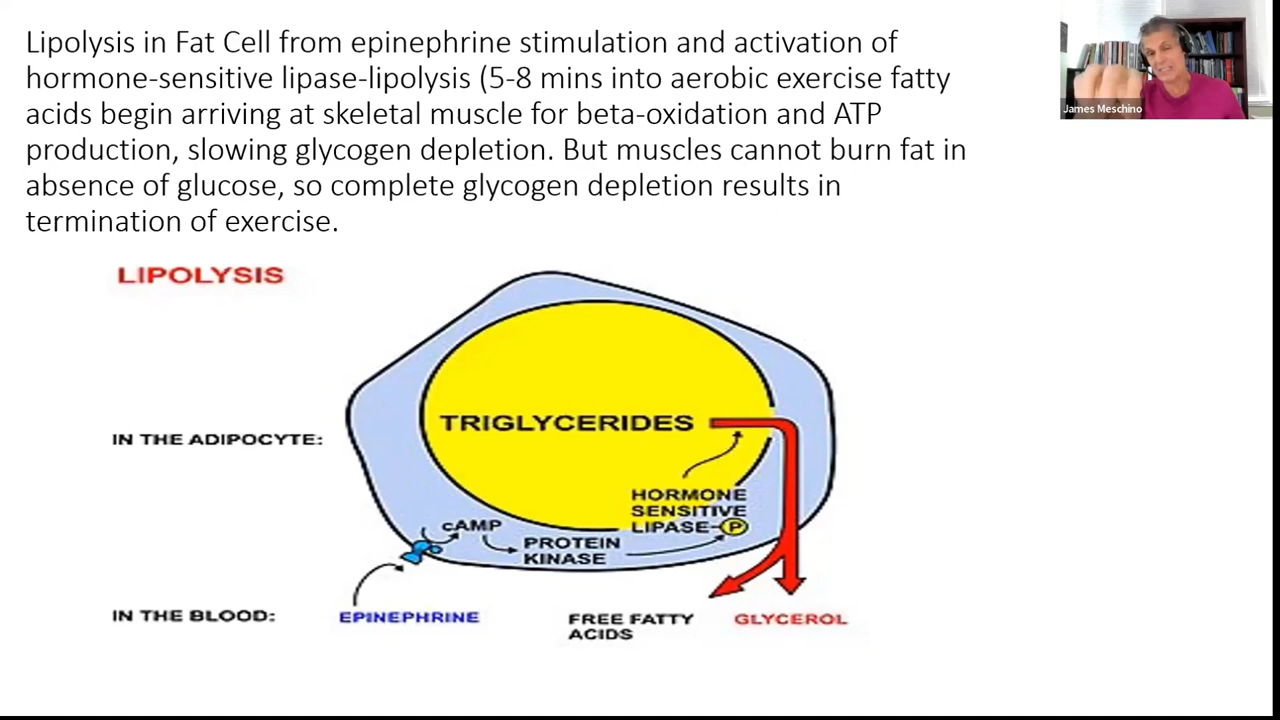 Lipolysis in Fat Cell from epinephrine stimulation and activation of
hormone-sensitive lipase-lipolysis (5-8 mins into aerobic exercise fatty
acids begin arriving at skeletal muscle for beta-oxidation and ATP
production, slowing glycogen depletion. But muscles cannot burn fat in
absence of glucose, so complete glycogen depletion results in
termination of exercise.
James Meschino
LIPOLYSIS
TRIGLYCERIDES
IN THE ADIPOCYTE:
HORMONE
SENSITIVE
LIPASE-P
cAMP
PROTEIN
KINASE
IN THE BLOOD:
EPINEPHRINE
FREE FATTY
ACIDS
GLYCEROL